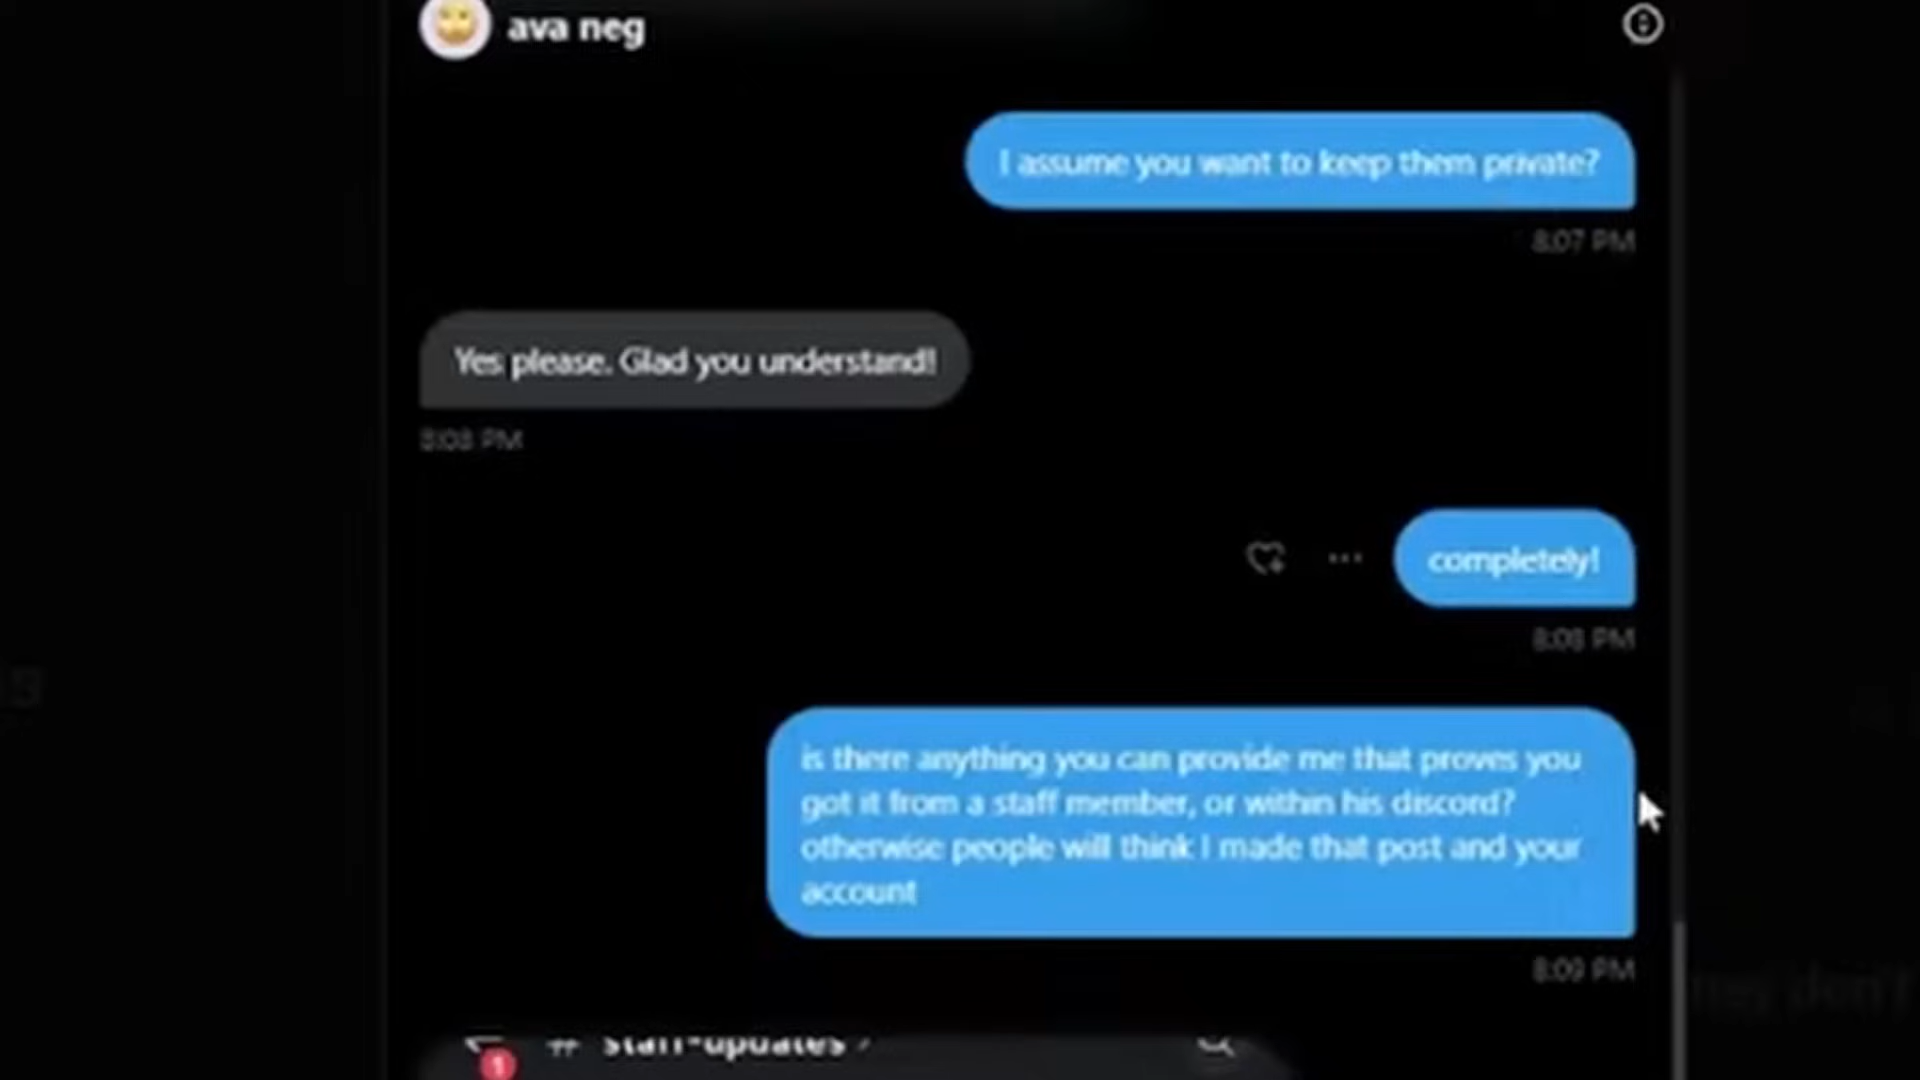 ava neg
I assume you want to keep them private?
8:07 PM
Yes please. Glad you understand!
8:08 PM
completely!
8:08 PM
is there anything you can provide me that proves you
got it from a staff member, or within his discord?
otherwise people will think I made that post and your
account
8:09 PM
# staff-updates
1